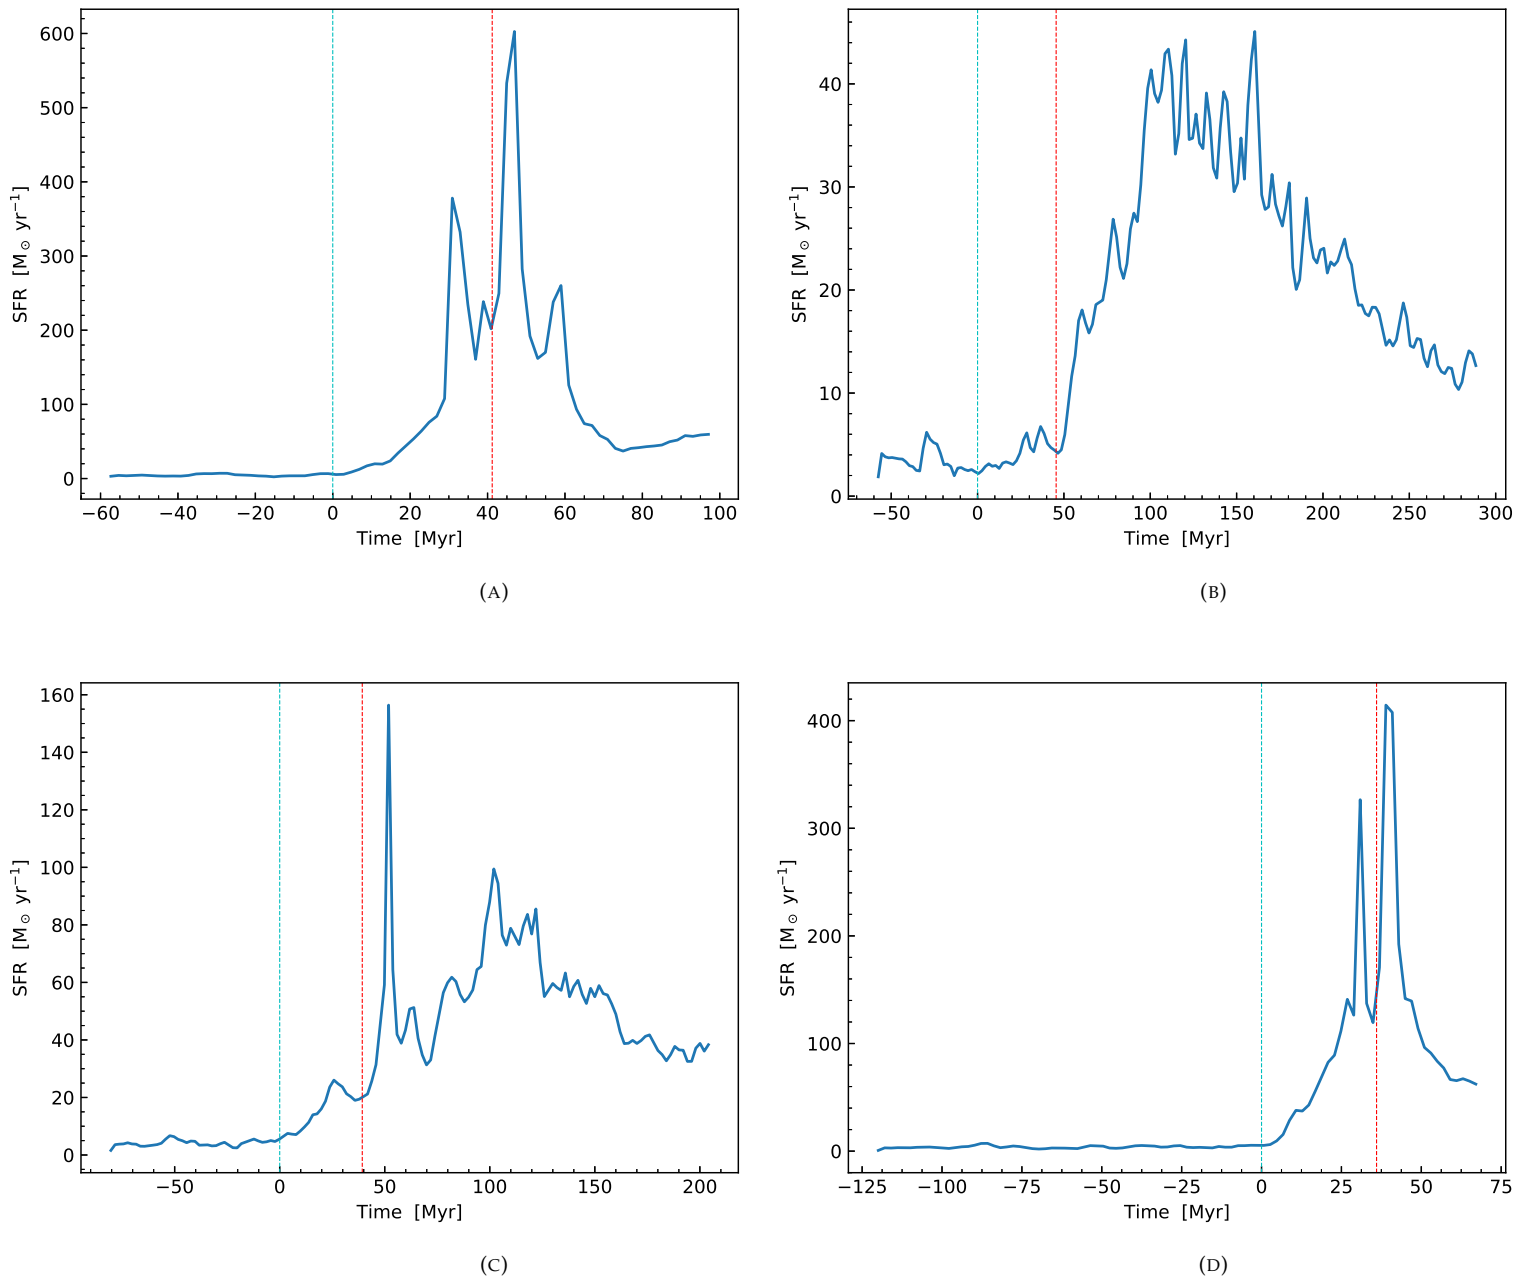 600
500
400
300
200
100
0
SFR [M⊙ yr⁻¹]
−60 −40 −20 0 20 40 60 80 100
Time [Myr]
(A)
40
30
20
10
0
SFR [M⊙ yr⁻¹]
−50 0 50 100 150 200 250 300
Time [Myr]
(B)
160
140
120
100
80
60
40
20
0
SFR [M⊙ yr⁻¹]
−50 0 50 100 150 200
Time [Myr]
(C)
400
300
200
100
0
SFR [M⊙ yr⁻¹]
−125 −100 −75 −50 −25 0 25 50 75
Time [Myr]
(D)